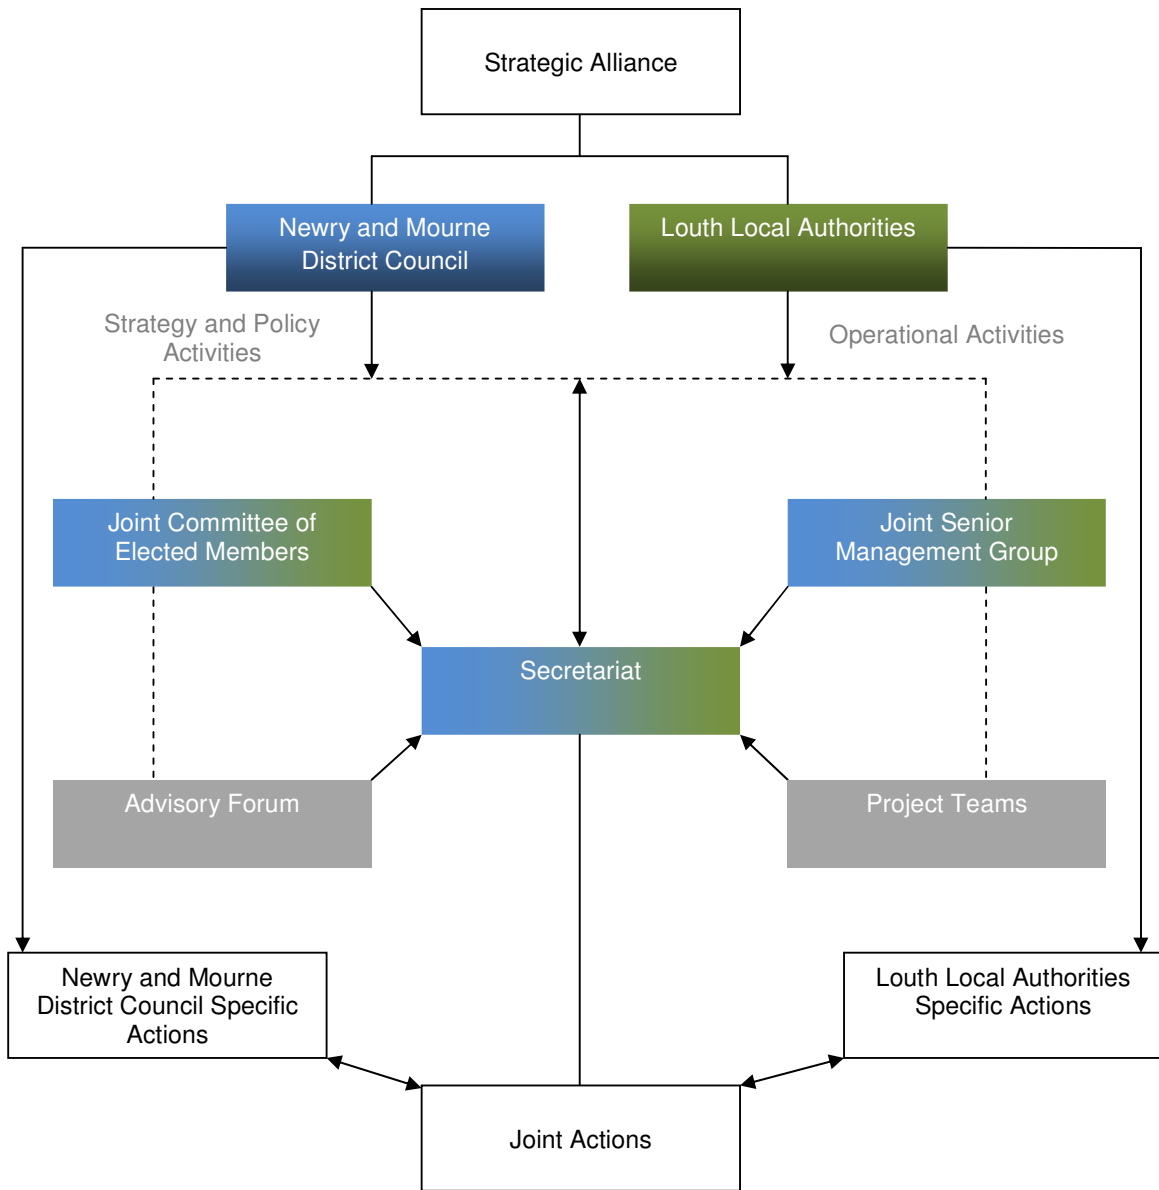 Strategic Alliance
Newry and Mourne
District Council
Louth Local Authorities
Strategy and Policy
Activities
Operational Activities
Joint Committee of
Elected Members
Joint Senior
Management Group
Secretariat
Advisory Forum
Project Teams
Newry and Mourne
District Council Specific
Actions
Louth Local Authorities
Specific Actions
Joint Actions